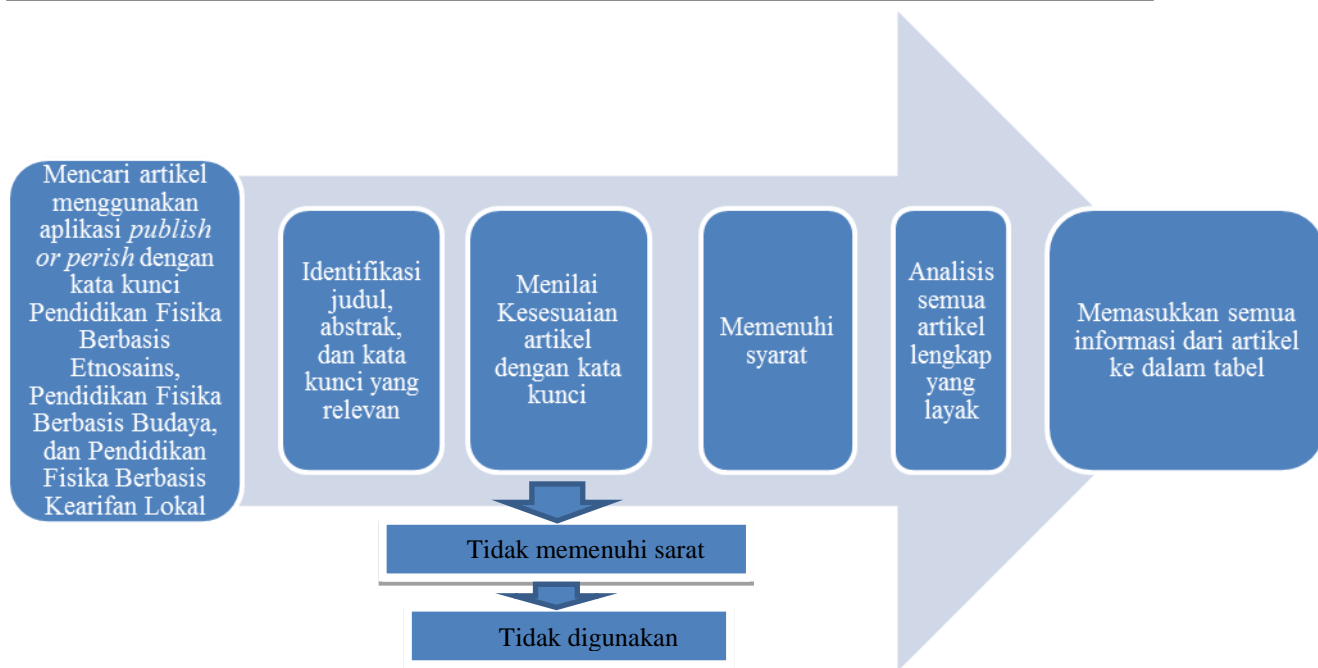 Mencari artikel
menggunakan
aplikasi publish
or perish dengan
kata kunci
Pendidikan Fisika
Berbasis
Etnosains,
Pendidikan Fisika
Berbasis Budaya,
dan Pendidikan
Fisika Berbasis
Kearifan Lokal
Identifikasi
judul,
abstrak,
dan kata
kunci yang
relevan
Menilai
Kesesuaian
artikel
dengan kata
kunci
Memenuhi
syarat
Analisis
semua
artikel
lengkap
yang
layak
Memasukkan semua
informasi dari artikel
ke dalam tabel
Tidak memenuhi sarat
Tidak digunakan